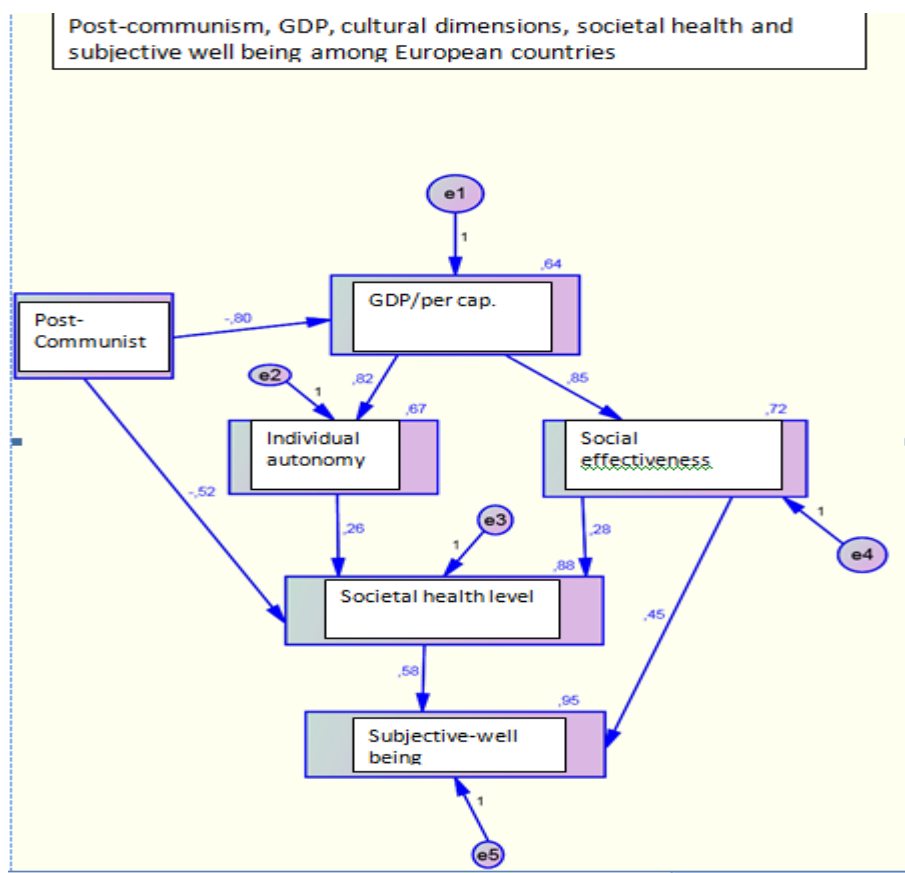 Post-communism, GDP, cultural dimensions, societal health and
subjective well being among European countries
e1
1
,64
GDP/per cap.
Post-
Communist
-,80
e2
1
,82
,85
,67
,72
Individual
autonomy
Social
effectiveness
-,52
,26
e3
1
,28
1
e4
,88
Societal health level
,45
,58
,95
Subjective-well
being
1
e5